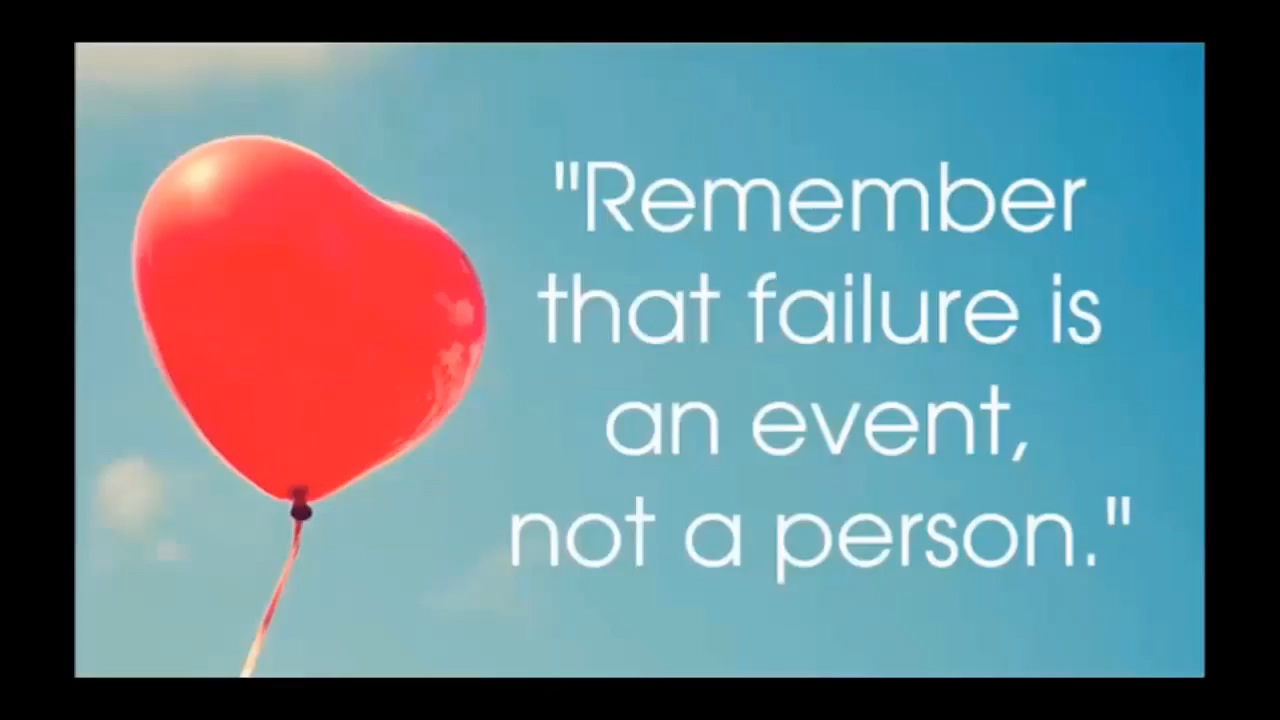 "Remember
that failure is
an event,
not a person."